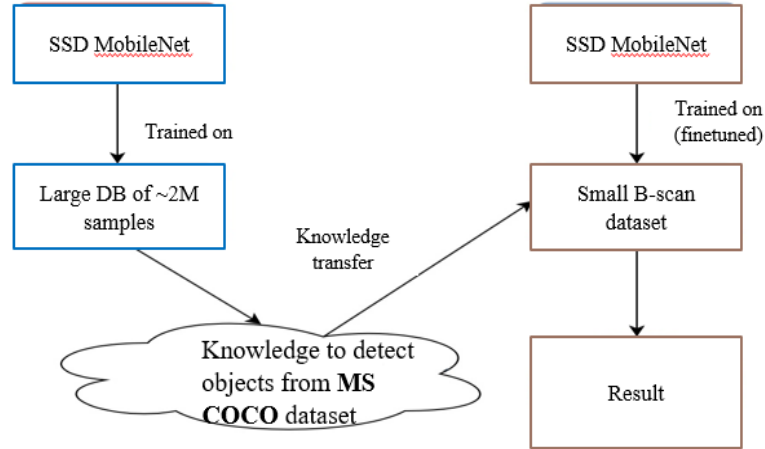 SSD MobileNet
Trained on
Large DB of ~2M
samples
Knowledge to detect
objects from MS
COCO dataset
Knowledge
transfer
SSD MobileNet
Trained on
(finetuned)
Small B-scan
dataset
Result